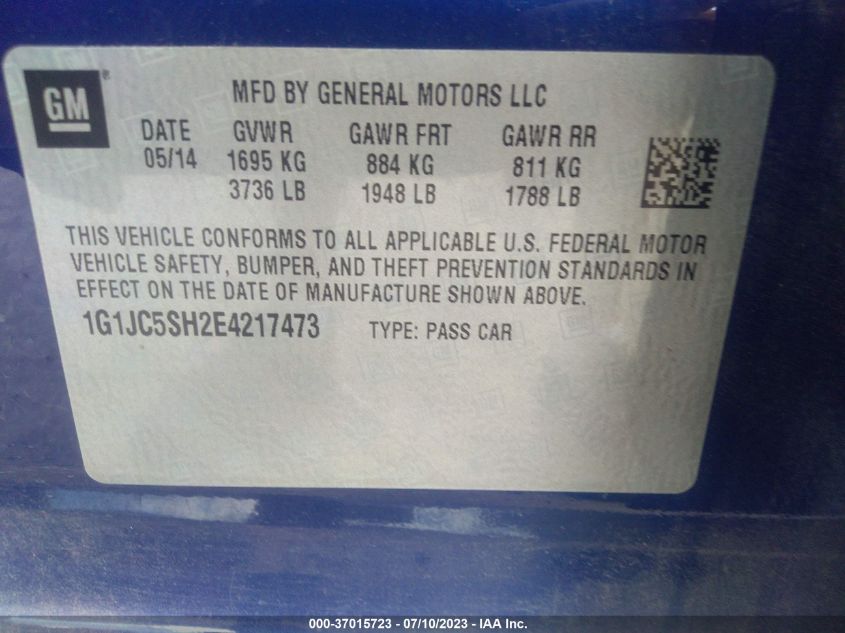 GM®
MFD BY GENERAL MOTORS LLC
DATE GVWR GAWR FRT GAWR RR
05/14 1695 KG 884 KG 811 KG
3736 LB 1948 LB 1788 LB
THIS VEHICLE CONFORMS TO ALL APPLICABLE U.S. FEDERAL MOTOR
VEHICLE SAFETY, BUMPER, AND THEFT PREVENTION STANDARDS IN
EFFECT ON THE DATE OF MANUFACTURE SHOWN ABOVE.
1G1JC5SH2E4217473 TYPE: PASS CAR
000-37015723 - 07/10/2023 - IAA Inc.